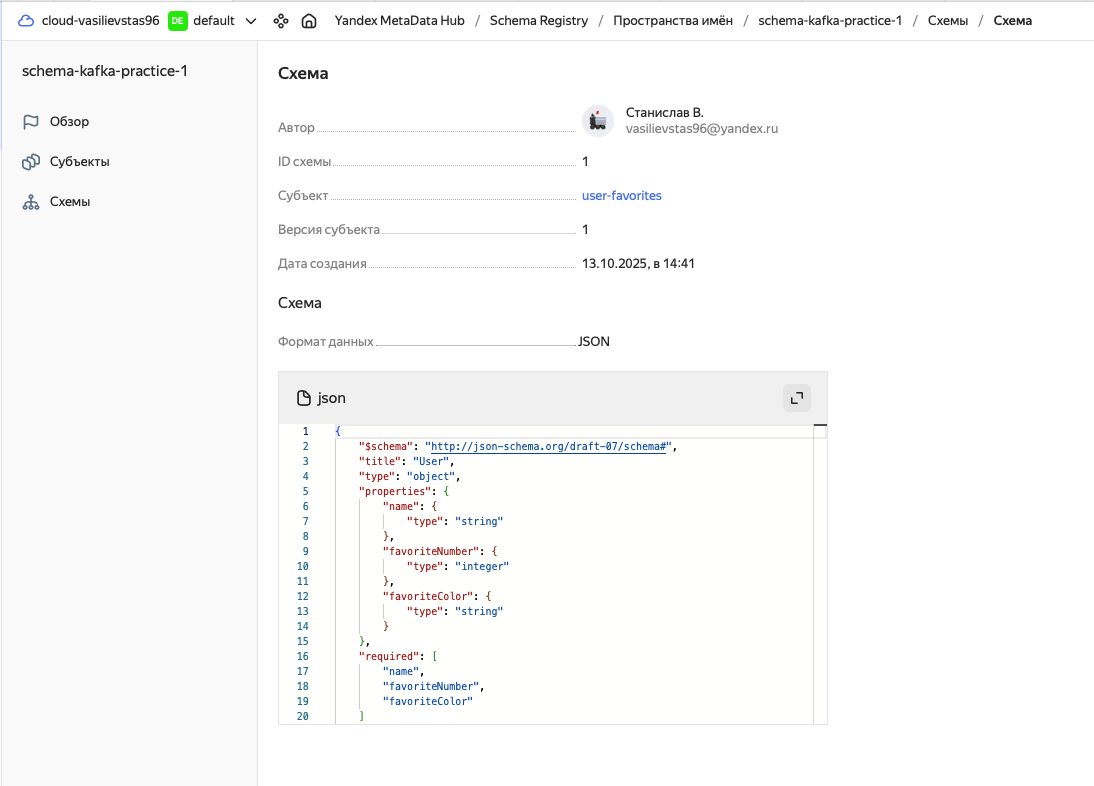 cloud-vasilievstas96 DE default Yandex MetaData Hub / Schema Registry / Пространства имён / schema-kafka-practice-1 / Схемы / Схема
schema-kafka-practice-1
Обзор
Субъекты
Схемы
Схема
Автор Станислав В.
vasilievstas96@yandex.ru
ID схемы 1
Субъект user-favorites
Версия субъекта 1
Дата создания 13.10.2025, в 14:41
Схема
Формат данных JSON
json
1 {
2 "$schema": "http://json-schema.org/draft-07/schema#",
3 "title": "User",
4 "type": "object",
5 "properties": {
6 "name": {
7 "type": "string"
8 },
9 "favoriteNumber": {
10 "type": "integer"
11 },
12 "favoriteColor": {
13 "type": "string"
14 }
15 },
16 "required": [
17 "name",
18 "favoriteNumber",
19 "favoriteColor"
20 ]